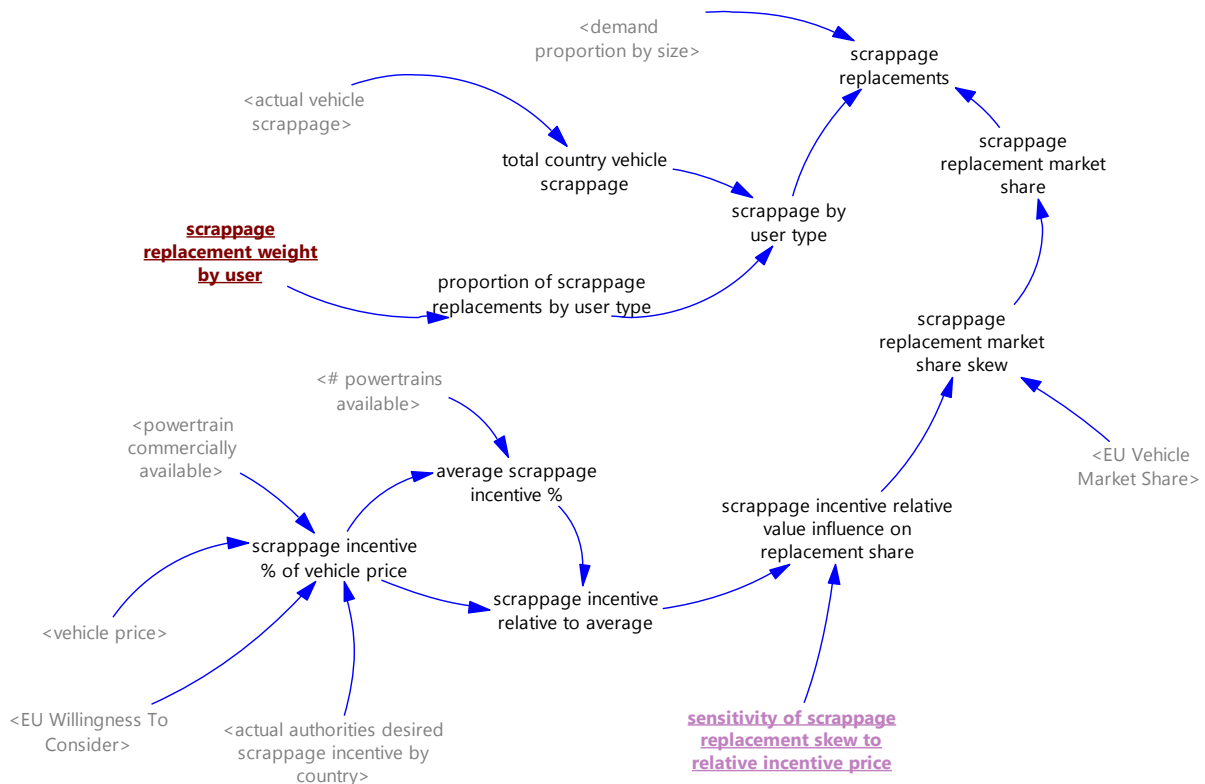 <demand
proportion by size>
scrappage
replacements
<actual vehicle
scrappage>
scrappage
replacement market
share
total country vehicle
scrappage
scrappage by
user type
scrappage
replacement weight
by user
proportion of scrappage
replacements by user type
scrappage
replacement market
share skew
<# powertrains
available>
<powertrain
commercially
available>
average scrappage
incentive %
<EU Vehicle
Market Share>
scrappage incentive relative
value influence on
replacement share
scrappage incentive
% of vehicle price
scrappage incentive
relative to average
<vehicle price>
<EU Willingness To
Consider>
<actual authorities desired
scrappage incentive by
country>
sensitivity of scrappage
replacement skew to
relative incentive price